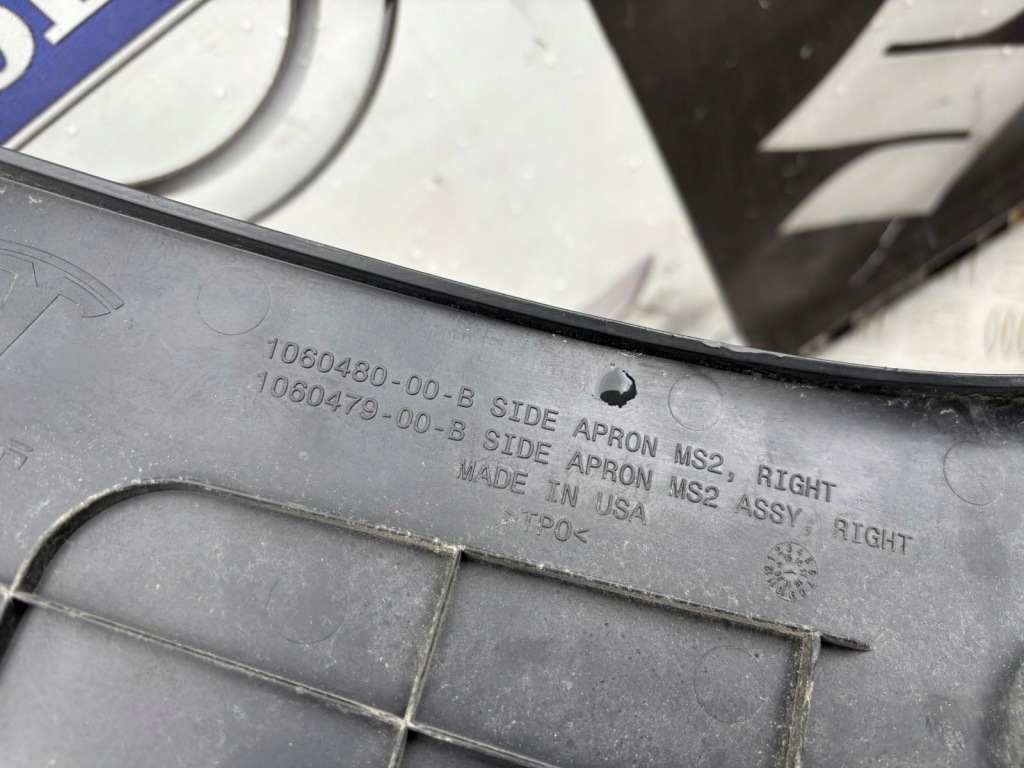 1060480-00-B SIDE APRON MS2, RIGHT
1060479-00-B SIDE APRON MS2 ASSY, RIGHT
MADE IN USA
>TPO<